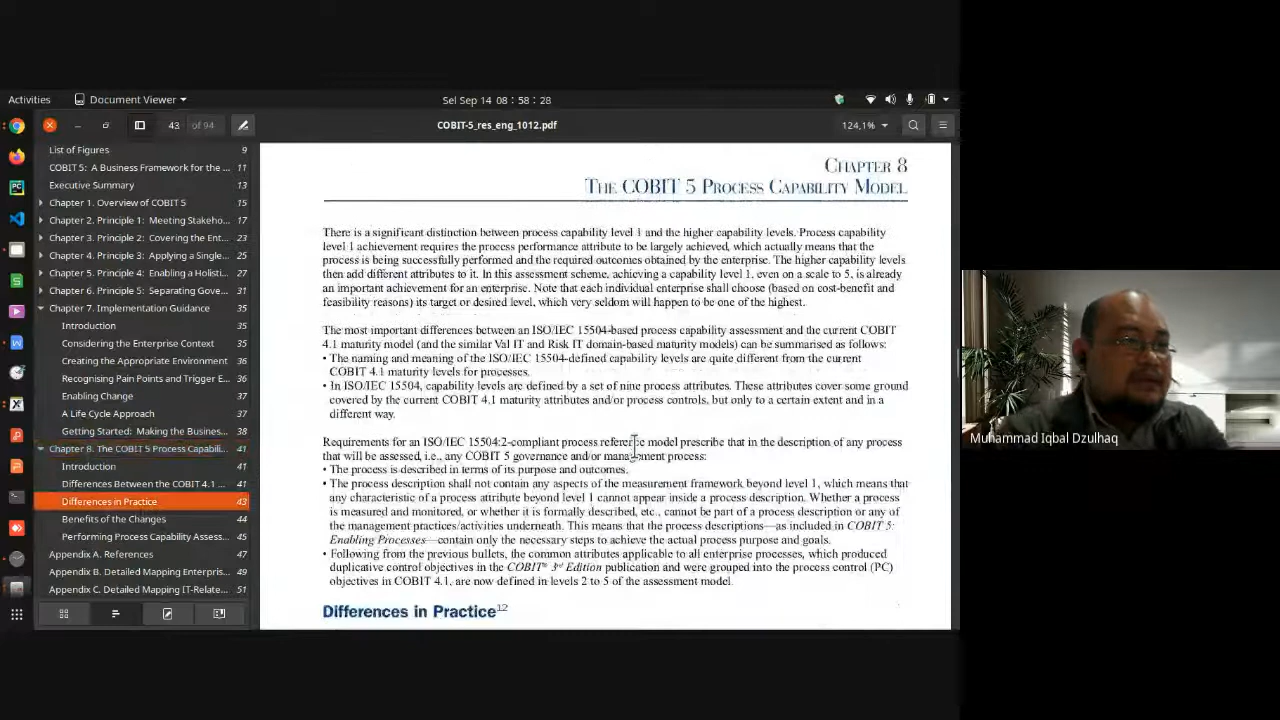 Activities
Document Viewer
Sel Sep 14 08:58:28
43
of 94
COBIT-5_res_eng_1012.pdf
124,1%
List of Figures 9
COBIT 5: A Business Framework for the ... 11
Executive Summary 13
Chapter 1. Overview of COBIT 5 15
Chapter 2. Principle 1: Meeting Stakeho... 17
Chapter 3. Principle 2: Covering the Ent... 23
Chapter 4. Principle 3: Applying a Single... 25
Chapter 5. Principle 4: Enabling a Holisti... 27
Chapter 6. Principle 5: Separating Gove... 31
Chapter 7. Implementation Guidance 35
Introduction 35
Considering the Enterprise Context 35
Creating the Appropriate Environment 36
Recognising Pain Points and Trigger E... 36
Enabling Change 37
A Life Cycle Approach 37
Getting Started: Making the Busines... 38
Chapter 8. The COBIT 5 Process Capabili... 41
Introduction 41
Differences Between the COBIT 4.1 ... 41
Differences in Practice 43
Benefits of the Changes 44
Performing Process Capability Assess... 45
Appendix A. References 47
Appendix B. Detailed Mapping Enterpris... 49
Appendix C. Detailed Mapping IT-Relate... 51
CHAPTER 8
THE COBIT 5 PROCESS CAPABILITY MODEL
There is a significant distinction between process capability level 1 and the higher capability levels. Process capability
level 1 achievement requires the process performance attribute to be largely achieved, which actually means that the
process is being successfully performed and the required outcomes obtained by the enterprise. The higher capability levels
then add different attributes to it. In this assessment scheme, achieving a capability level 1, even on a scale to 5, is already
an important achievement for an enterprise. Note that each individual enterprise shall choose (based on cost-benefit and
feasibility reasons) its target or desired level, which very seldom will happen to be one of the highest.
The most important differences between an ISO/IEC 15504-based process capability assessment and the current COBIT
4.1 maturity model (and the similar Val IT and Risk IT domain-based maturity models) can be summarised as follows:
• The naming and meaning of the ISO/IEC 15504-defined capability levels are quite different from the current
COBIT 4.1 maturity levels for processes.
• In ISO/IEC 15504, capability levels are defined by a set of nine process attributes. These attributes cover some ground
covered by the current COBIT 4.1 maturity attributes and/or process controls, but only to a certain extent and in a
different way.
Requirements for an ISO/IEC 15504:2-compliant process reference model prescribe that in the description of any process
that will be assessed, i.e., any COBIT 5 governance and/or management process:
• The process is described in terms of its purpose and outcomes.
• The process description shall not contain any aspects of the measurement framework beyond level 1, which means that
any characteristic of a process attribute beyond level 1 cannot appear inside a process description. Whether a process
is measured and monitored, or whether it is formally described, etc., cannot be part of a process description or any of
the management practices/activities underneath. This means that the process descriptions—as included in COBIT 5:
Enabling Processes—contain only the necessary steps to achieve the actual process purpose and goals.
• Following from the previous bullets, the common attributes applicable to all enterprise processes, which produced
duplicative control objectives in the COBIT® 3rd Edition publication and were grouped into the process control (PC)
objectives in COBIT 4.1, are now defined in levels 2 to 5 of the assessment model.
Differences in Practice12
Muhammad Iqbal Dzulhaq